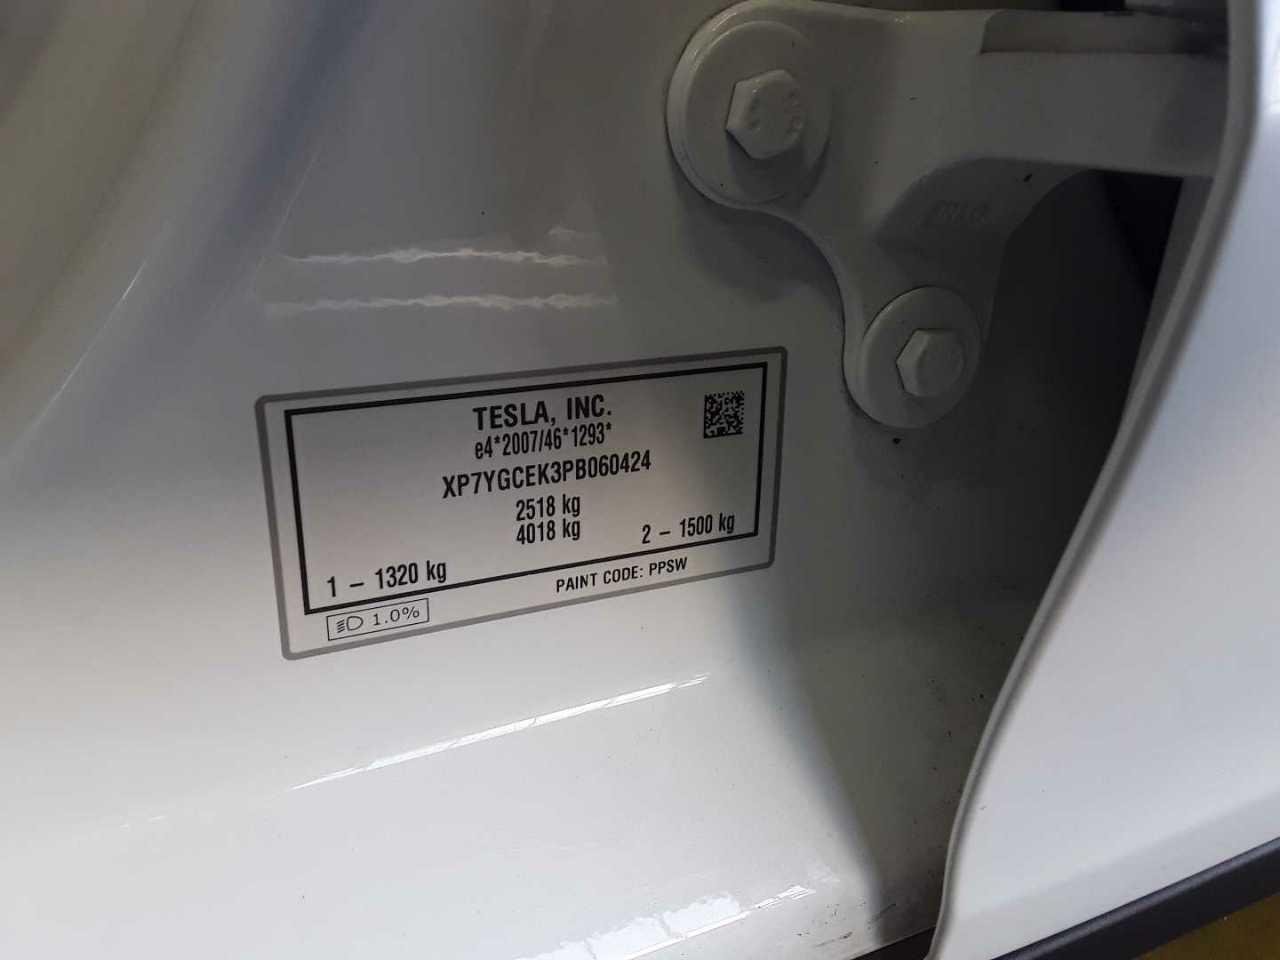 TESLA, INC.
e4*2007/46*1293*
XP7YGCEK3PB060424
2518 kg
4018 kg
1 – 1320 kg
2 – 1500 kg
PAINT CODE: PPSW
1.0%